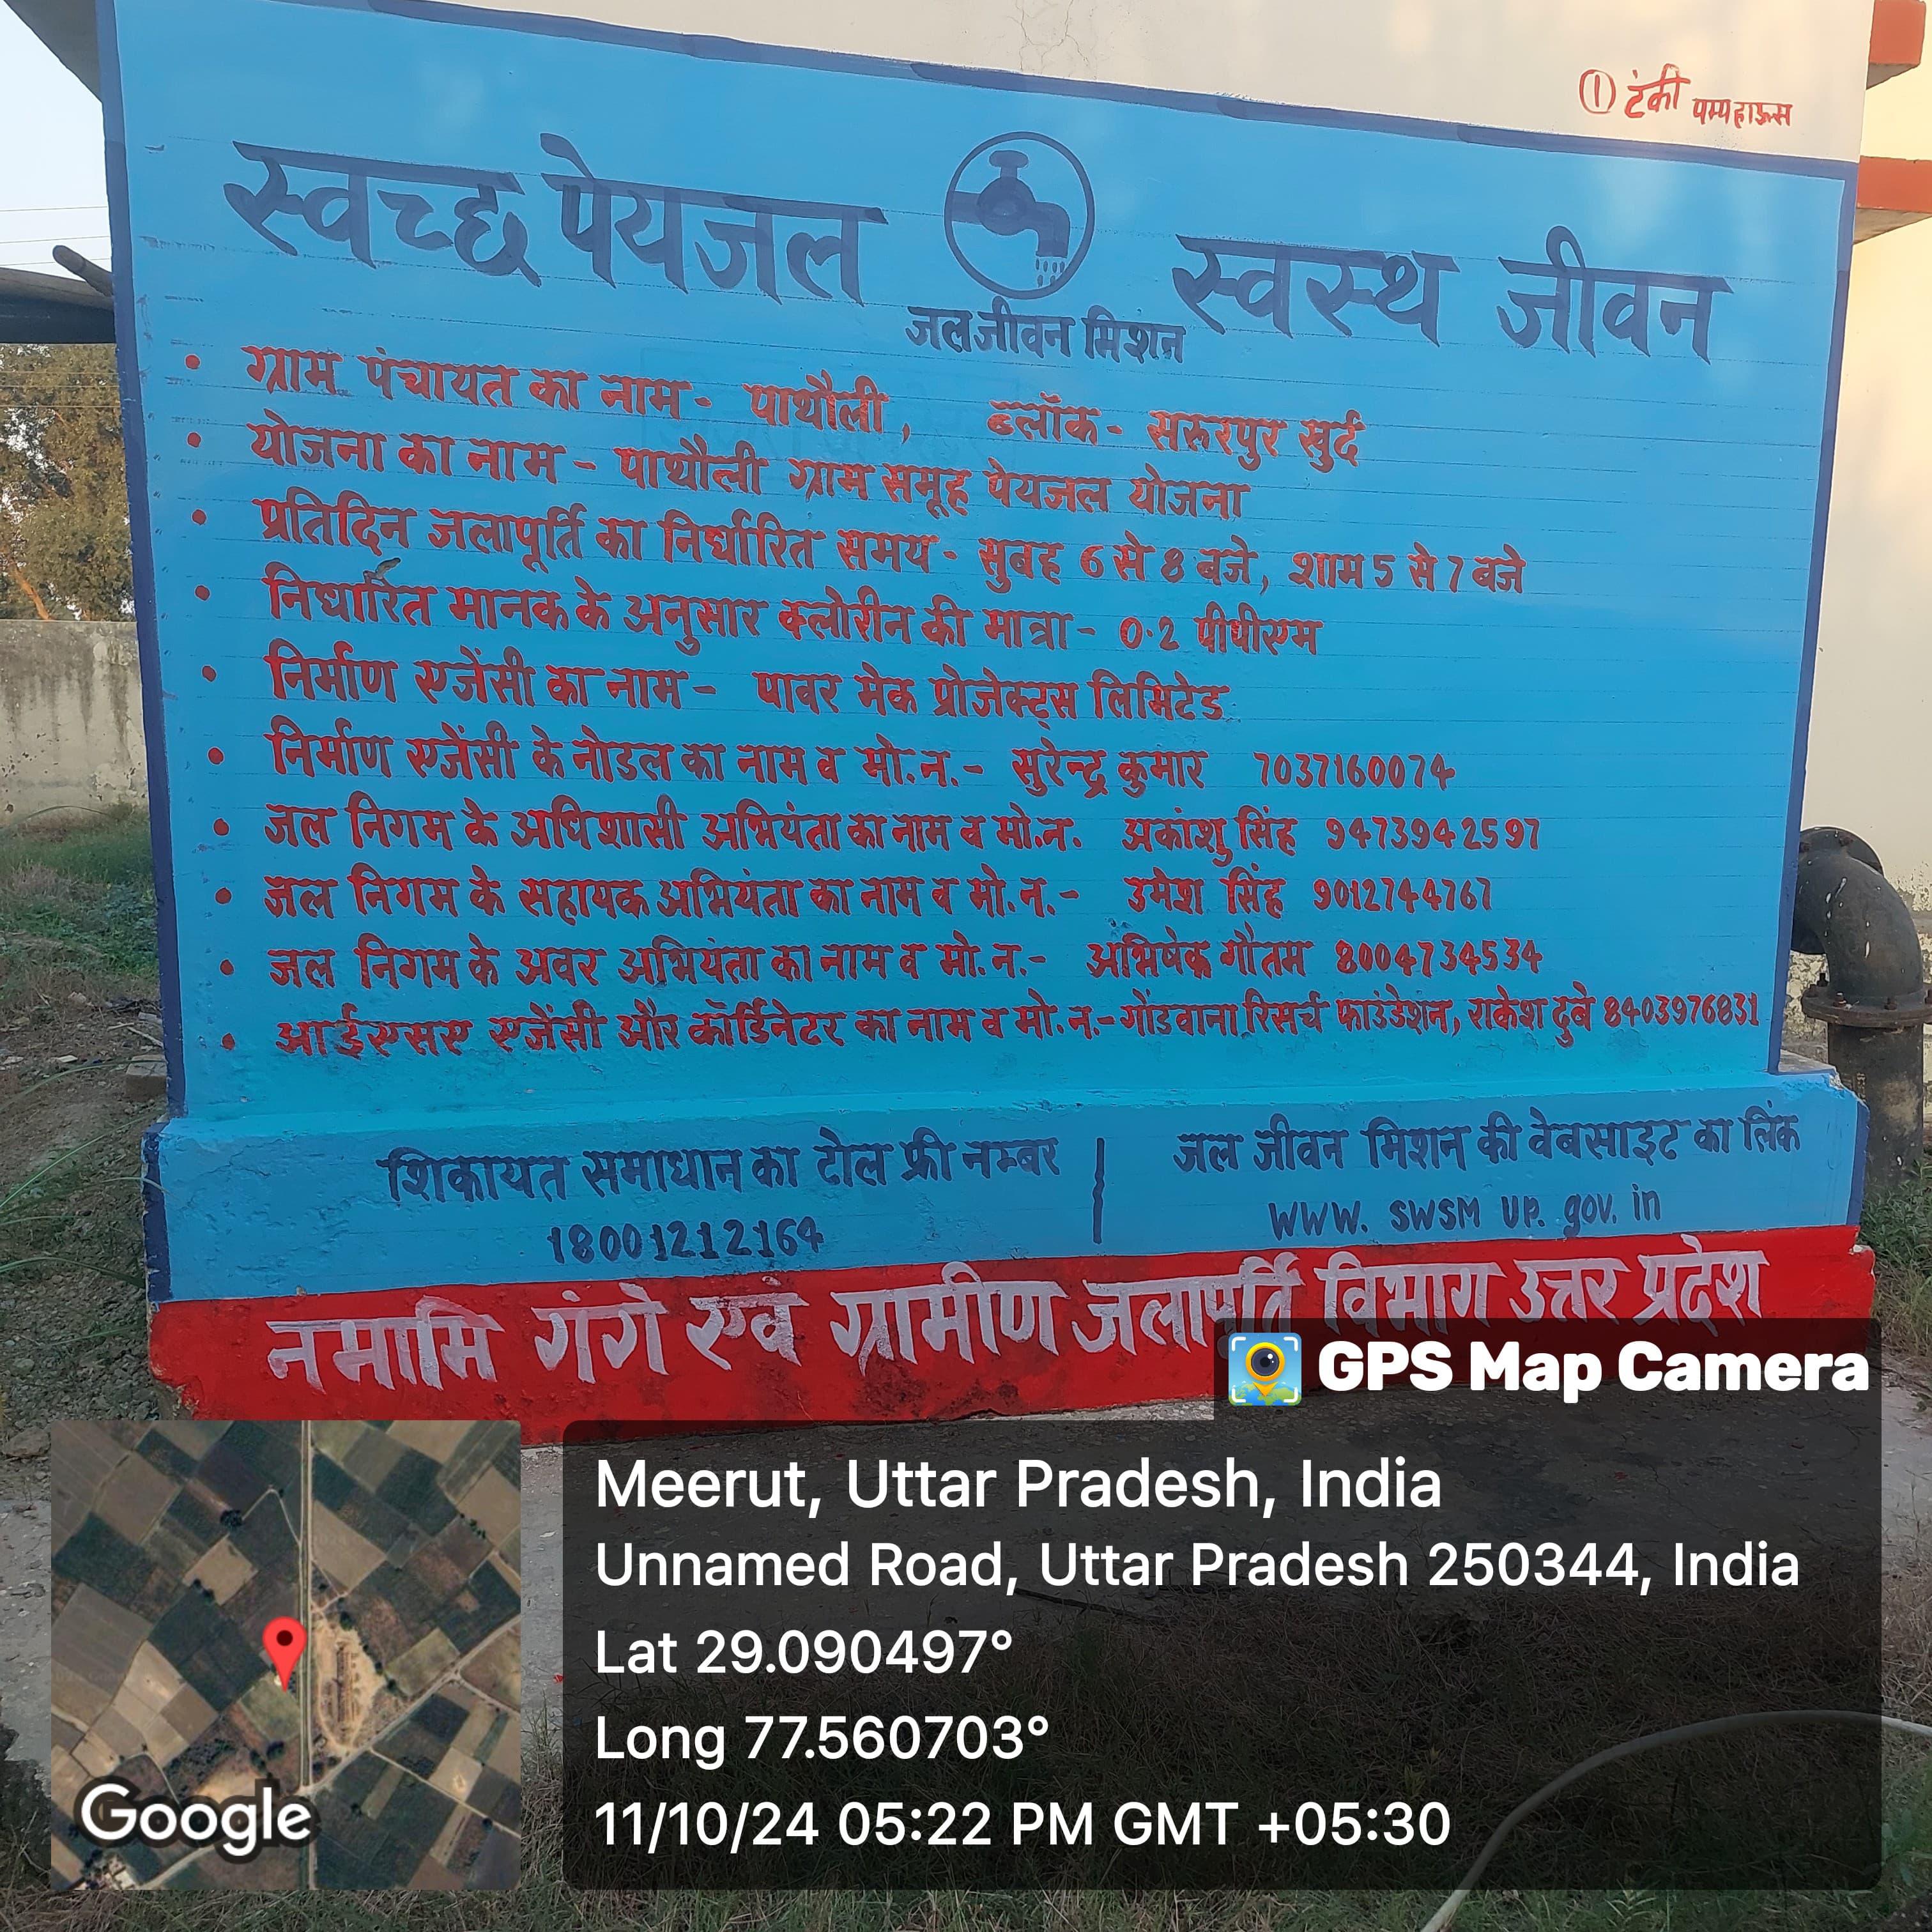 ① टंकी पम्पहाऊस
स्वच्छ पेयजल स्वस्थ जीवन
जल जीवन मिशन
• ग्राम पंचायत का नाम - पाथौली, ब्लॉक - सरूरपुर खुर्द
• योजना का नाम - पाथौली ग्राम समूह पेयजल योजना
• प्रतिदिन जलापूर्ति का निर्धारित समय - सुबह 6 से 8 बजे, शाम 5 से 7 बजे
• निर्धारित मानक के अनुसार क्लोरीन की मात्रा - 0.2 पीपीएम
• निर्माण एजेंसी का नाम - पावर मेक प्रोजेक्ट्स लिमिटेड
• निर्माण एजेंसी के नोडल का नाम व मो.न.- सुरेन्द्र कुमार 7037160074
• जल निगम के अधिशासी अभियंता का नाम व मो.न. अकांशु सिंह 9473942597
• जल निगम के सहायक अभियंता का नाम व मो.न.- उमेश सिंह 9012744767
• जल निगम के अवर अभियंता का नाम व मो.न.- अभिषेक गौतम 8004734534
• आईएसए एजेंसी और कॉर्डिनेटर का नाम व मो.न.- गोंडवाना रिसर्च फाउंडेशन, राकेश दुबे 8403976831
शिकायत समाधान का टोल फ्री नम्बर
18001212164
जल जीवन मिशन की वेबसाइट का लिंक
www. swsm up. gov. in
नमामि गंगे एवं ग्रामीण जलापूर्ति विभाग उत्तर प्रदेश
GPS Map Camera
Meerut, Uttar Pradesh, India
Unnamed Road, Uttar Pradesh 250344, India
Lat 29.090497°
Long 77.560703°
11/10/24 05:22 PM GMT +05:30
Google